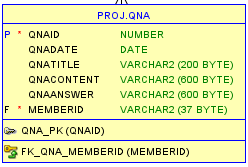 PROJ.QNA
P * QNAID NUMBER
QNADATE DATE
QNATITLE VARCHAR2 (200 BYTE)
QNACONTENT VARCHAR2 (600 BYTE)
QNAANSWER VARCHAR2 (600 BYTE)
F * MEMBERID VARCHAR2 (37 BYTE)
QNA_PK (QNAID)
FK_QNA_MEMBERID (MEMBERID)